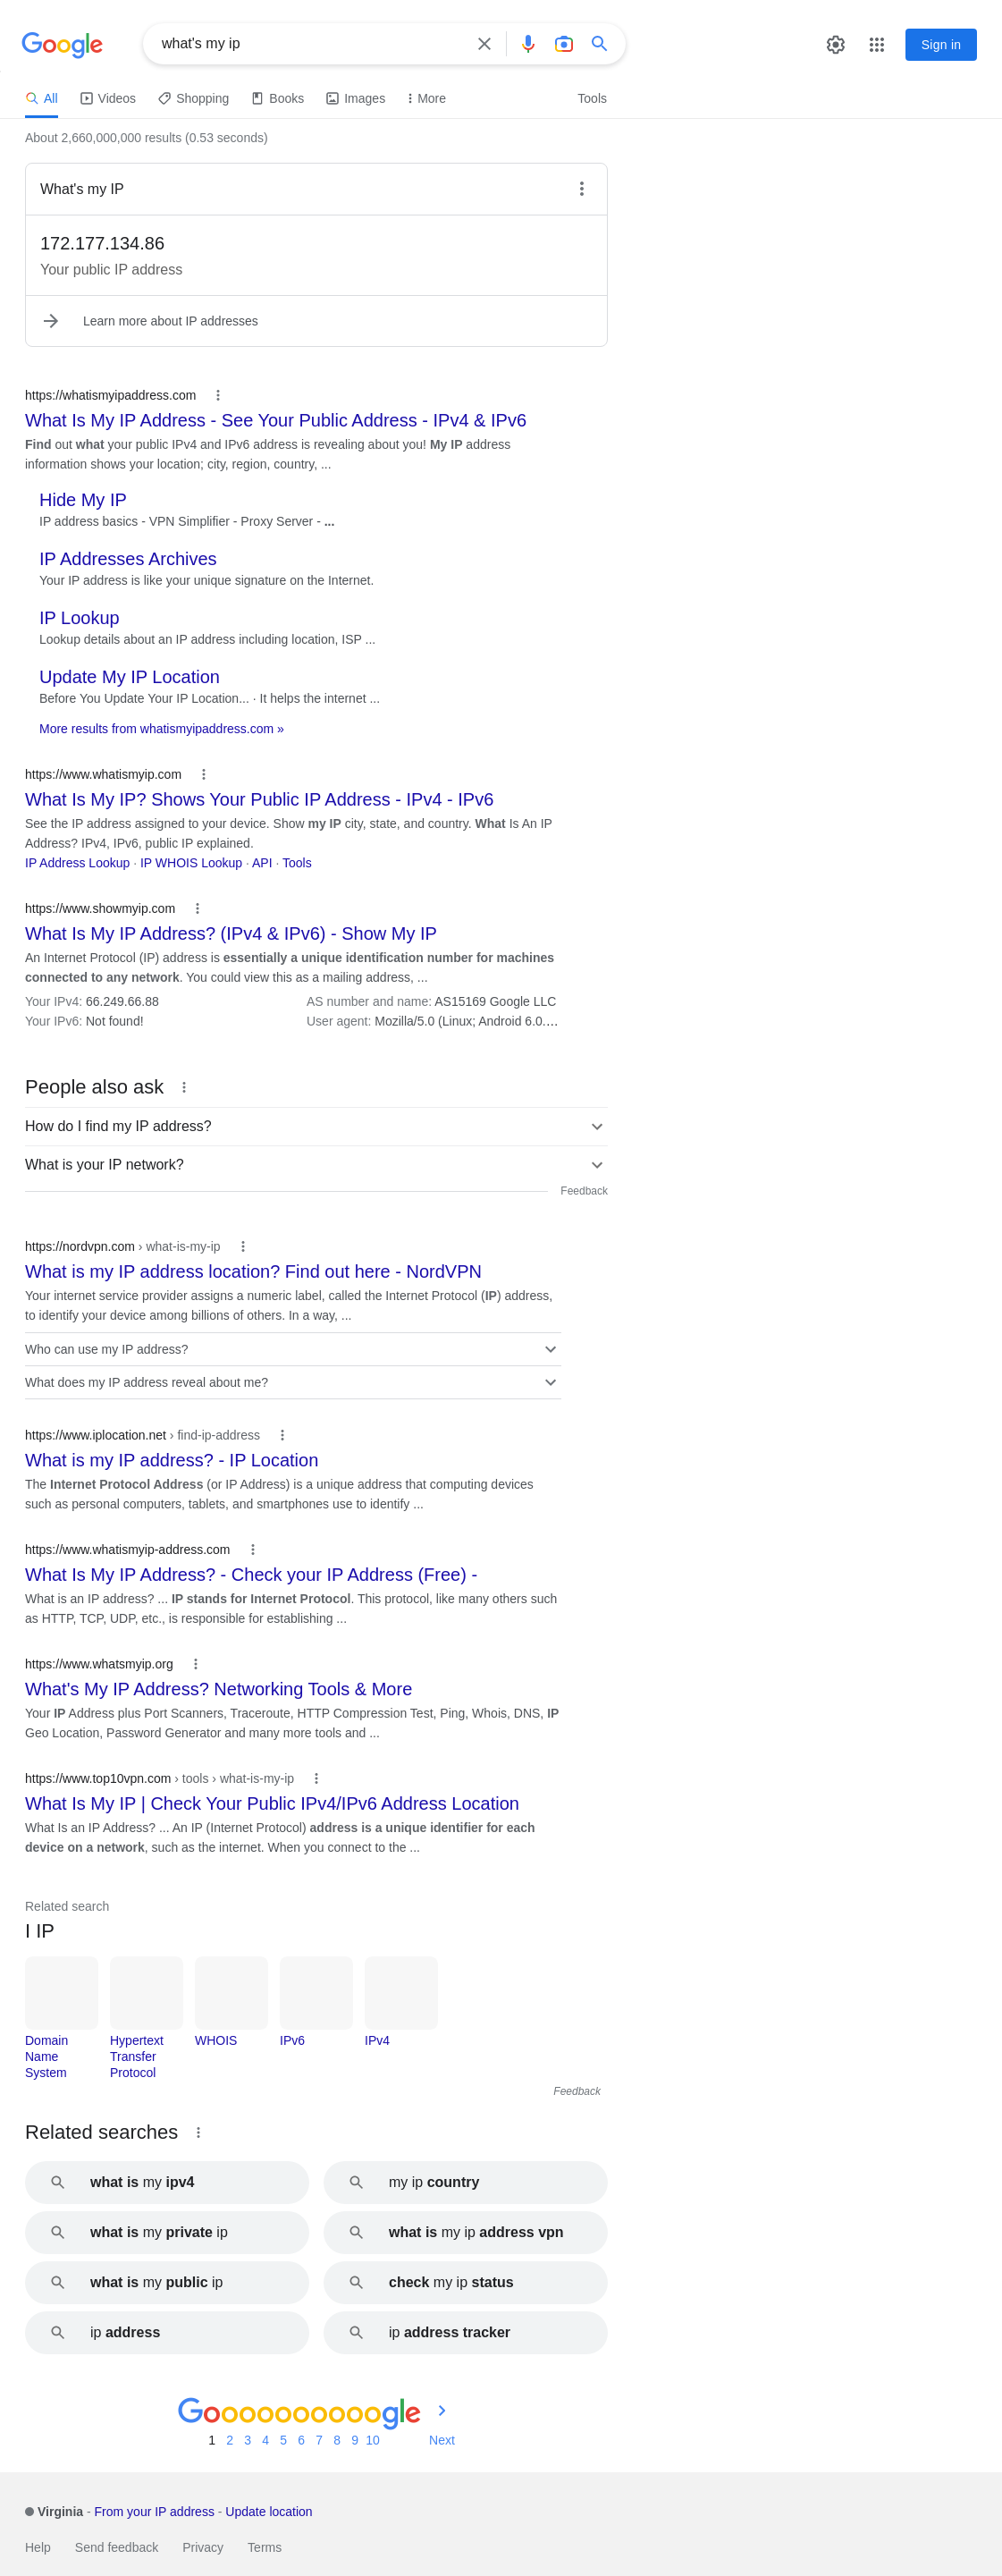 Google
what's my ip
Sign in
All
Videos
Shopping
Books
Images
More
Tools
About 2,660,000,000 results (0.53 seconds)
What's my IP
172.177.134.86
Your public IP address
Learn more about IP addresses
https://whatismyipaddress.com
What Is My IP Address - See Your Public Address - IPv4 & IPv6
Find out what your public IPv4 and IPv6 address is revealing about you! My IP address
information shows your location; city, region, country, ...
Hide My IP
IP address basics - VPN Simplifier - Proxy Server - ...
IP Addresses Archives
Your IP address is like your unique signature on the Internet.
IP Lookup
Lookup details about an IP address including location, ISP ...
Update My IP Location
Before You Update Your IP Location... · It helps the internet ...
More results from whatismyipaddress.com »
https://www.whatismyip.com
What Is My IP? Shows Your Public IP Address - IPv4 - IPv6
See the IP address assigned to your device. Show my IP city, state, and country. What Is An IP
Address? IPv4, IPv6, public IP explained.
IP Address Lookup · IP WHOIS Lookup · API · Tools
https://www.showmyip.com
What Is My IP Address? (IPv4 & IPv6) - Show My IP
An Internet Protocol (IP) address is essentially a unique identification number for machines
connected to any network. You could view this as a mailing address, ...
Your IPv4: 66.249.66.88
AS number and name: AS15169 Google LLC
Your IPv6: Not found!
User agent: Mozilla/5.0 (Linux; Android 6.0....
People also ask
How do I find my IP address?
What is your IP network?
Feedback
https://nordvpn.com › what-is-my-ip
What is my IP address location? Find out here - NordVPN
Your internet service provider assigns a numeric label, called the Internet Protocol (IP) address,
to identify your device among billions of others. In a way, ...
Who can use my IP address?
What does my IP address reveal about me?
https://www.iplocation.net › find-ip-address
What is my IP address? - IP Location
The Internet Protocol Address (or IP Address) is a unique address that computing devices
such as personal computers, tablets, and smartphones use to identify ...
https://www.whatismyip-address.com
What Is My IP Address? - Check your IP Address (Free) -
What is an IP address? ... IP stands for Internet Protocol. This protocol, like many others such
as HTTP, TCP, UDP, etc., is responsible for establishing ...
https://www.whatsmyip.org
What's My IP Address? Networking Tools & More
Your IP Address plus Port Scanners, Traceroute, HTTP Compression Test, Ping, Whois, DNS, IP
Geo Location, Password Generator and many more tools and ...
https://www.top10vpn.com › tools › what-is-my-ip
What Is My IP | Check Your Public IPv4/IPv6 Address Location
What Is an IP Address? ... An IP (Internet Protocol) address is a unique identifier for each
device on a network, such as the internet. When you connect to the ...
Related search
I IP
Domain
Name
System
Hypertext
Transfer
Protocol
WHOIS
IPv6
IPv4
Feedback
Related searches
what is my ipv4
my ip country
what is my private ip
what is my ip address vpn
what is my public ip
check my ip status
ip address
ip address tracker
Goooooooooogle
1 2 3 4 5 6 7 8 9 10 Next
Virginia - From your IP address - Update location
Help Send feedback Privacy Terms